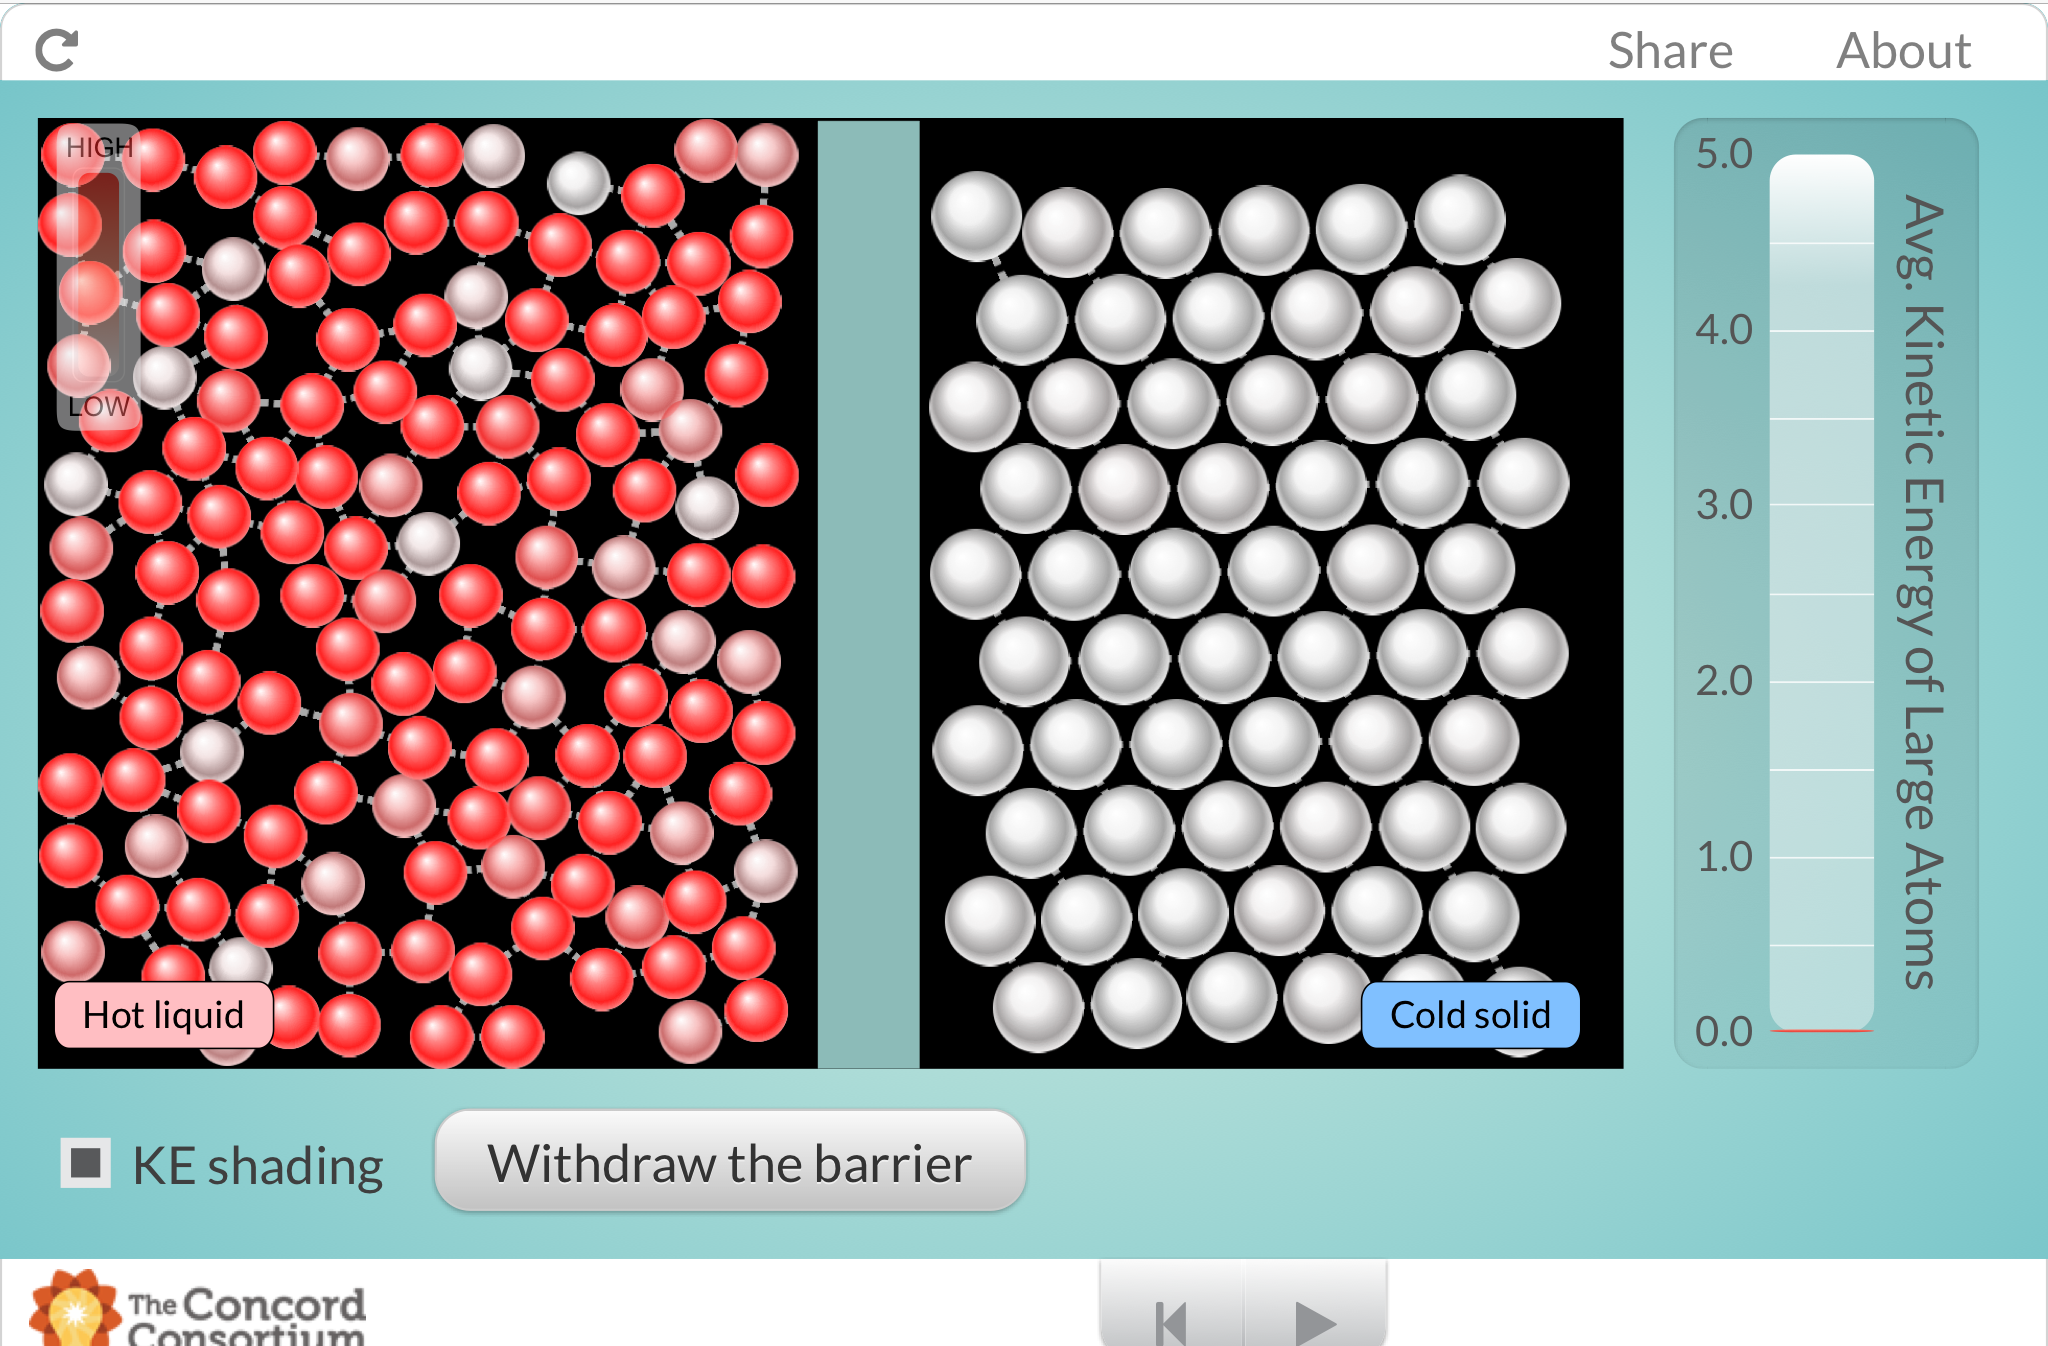 Share About
HIGH
LOW
Hot liquid
Cold solid
5.0
4.0
3.0
2.0
1.0
0.0
Avg. Kinetic Energy of Large Atoms
KE shading
Withdraw the barrier
The Concord
Consortium